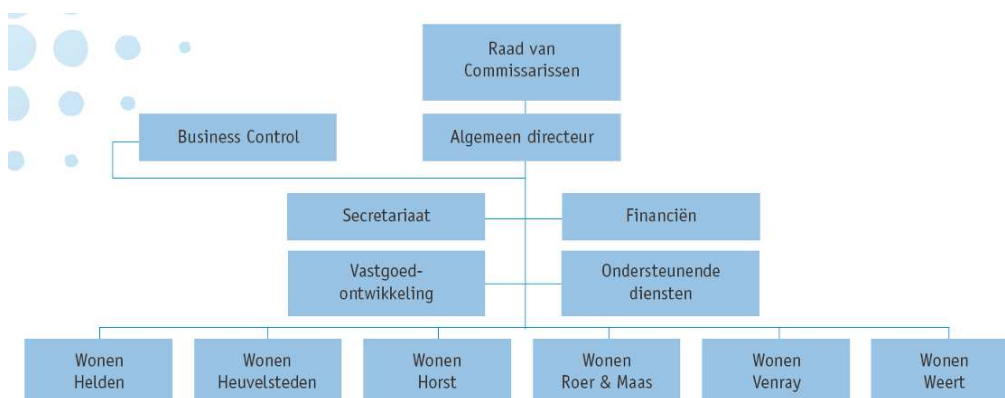 Raad van
Commissarissen
Business Control
Algemeen directeur
Secretariaat
Financiën
Vastgoed-
ontwikkeling
Ondersteunende
diensten
Wonen
Helden
Wonen
Heuvelsteden
Wonen
Horst
Wonen
Roer & Maas
Wonen
Venray
Wonen
Weert